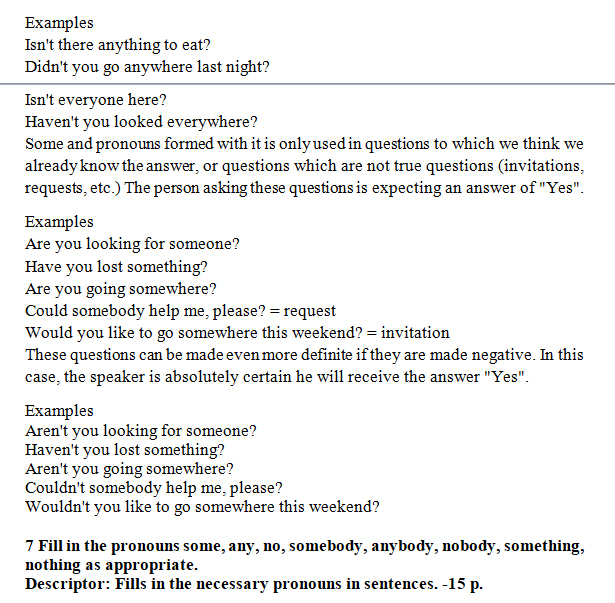 Examples
Isn't there anything to eat?
Didn't you go anywhere last night?
Isn't everyone here?
Haven't you looked everywhere?
Some and pronouns formed with it is only used in questions to which we think we
already know the answer, or questions which are not true questions (invitations,
requests, etc.) The person asking these questions is expecting an answer of "Yes".
Examples
Are you looking for someone?
Have you lost something?
Are you going somewhere?
Could somebody help me, please? = request
Would you like to go somewhere this weekend? = invitation
These questions can be made even more definite if they are made negative. In this
case, the speaker is absolutely certain he will receive the answer "Yes".
Examples
Aren't you looking for someone?
Haven't you lost something?
Aren't you going somewhere?
Couldn't somebody help me, please?
Wouldn't you like to go somewhere this weekend?
7 Fill in the pronouns some, any, no, somebody, anybody, nobody, something,
nothing as appropriate.
Descriptor: Fills in the necessary pronouns in sentences. -15 p.